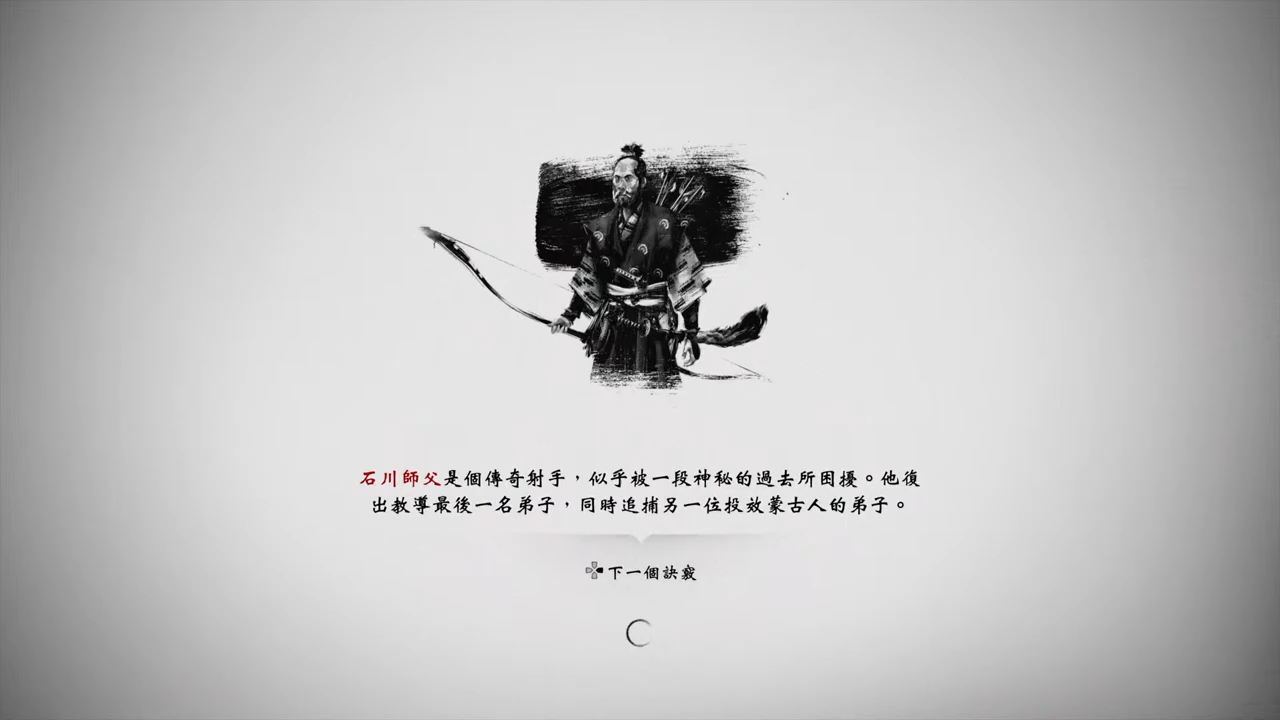 石川師父是個傳奇射手，似乎被一段神秘的過去所困擾。他復
出教導最後一名弟子，同時追捕另一位投效蒙古人的弟子。
下一個訣竅